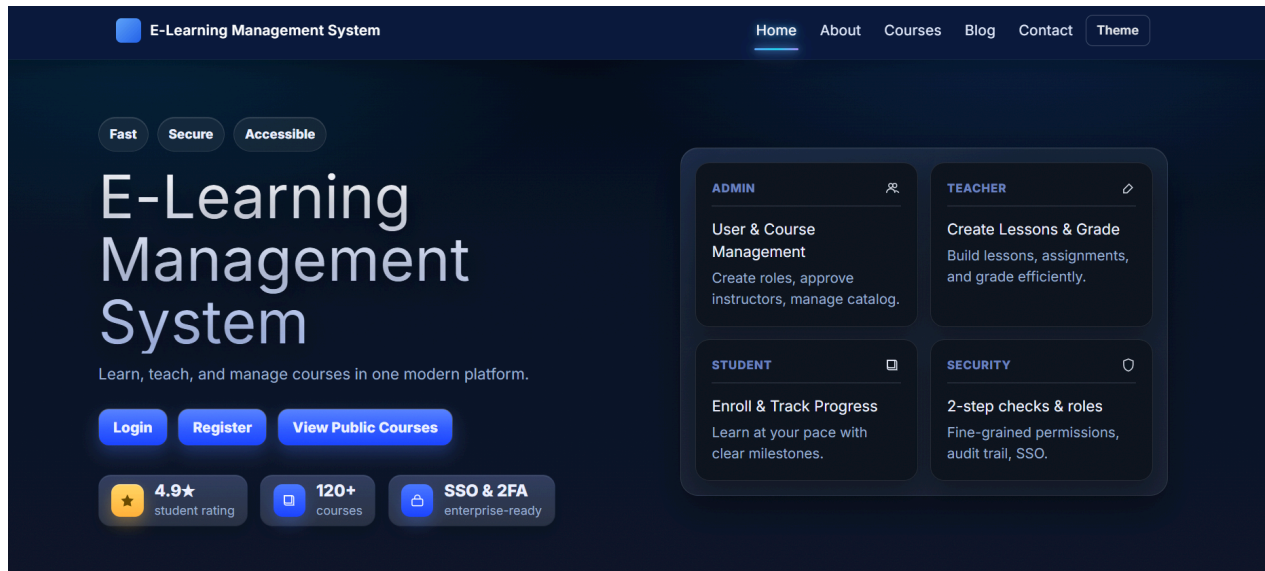 E-Learning Management System
Home About Courses Blog Contact Theme
Fast Secure Accessible
E-Learning
Management
System
Learn, teach, and manage courses in one modern platform.
Login Register View Public Courses
4.9★
student rating
120+
courses
SSO & 2FA
enterprise-ready
ADMIN
User & Course
Management
Create roles, approve
instructors, manage catalog.
TEACHER
Create Lessons & Grade
Build lessons, assignments,
and grade efficiently.
STUDENT
Enroll & Track Progress
Learn at your pace with
clear milestones.
SECURITY
2-step checks & roles
Fine-grained permissions,
audit trail, SSO.